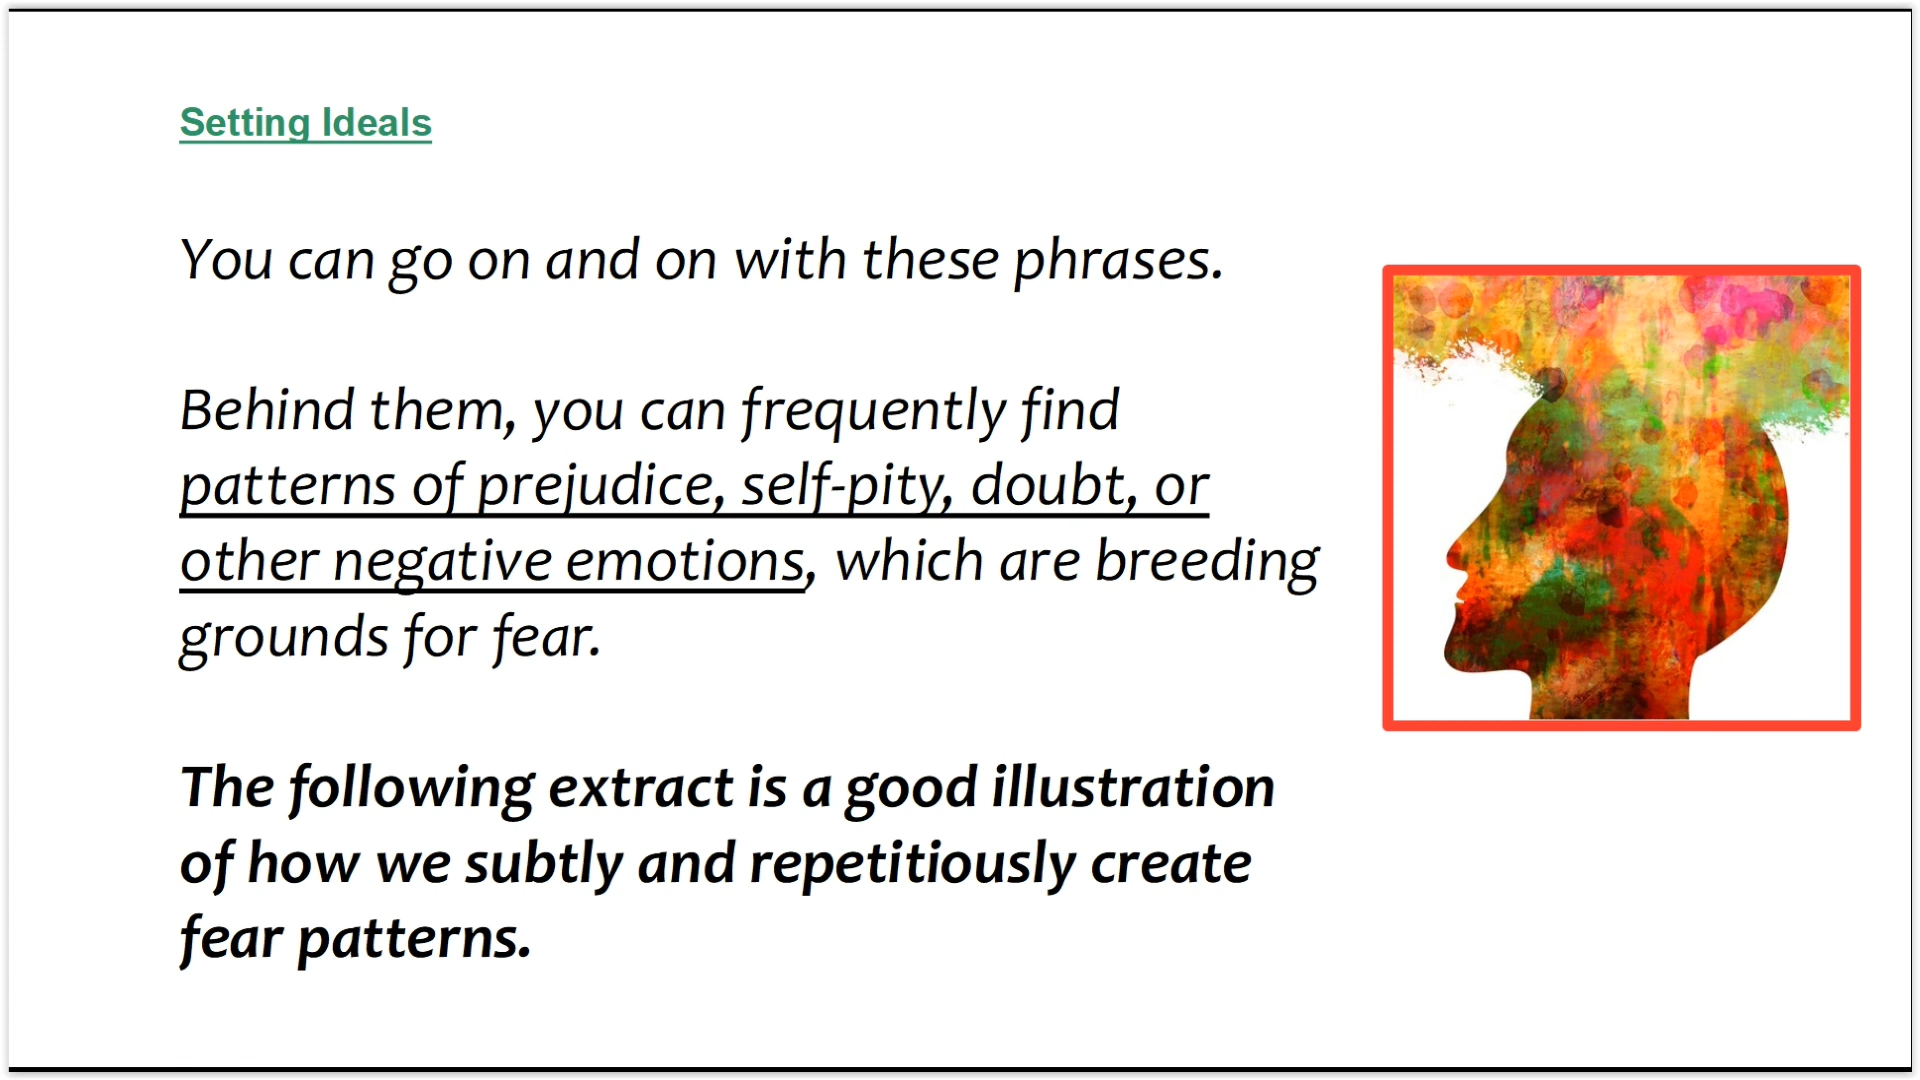 Setting Ideals
You can go on and on with these phrases.
Behind them, you can frequently find
patterns of prejudice, self-pity, doubt, or
other negative emotions, which are breeding
grounds for fear.
The following extract is a good illustration
of how we subtly and repetitiously create
fear patterns.